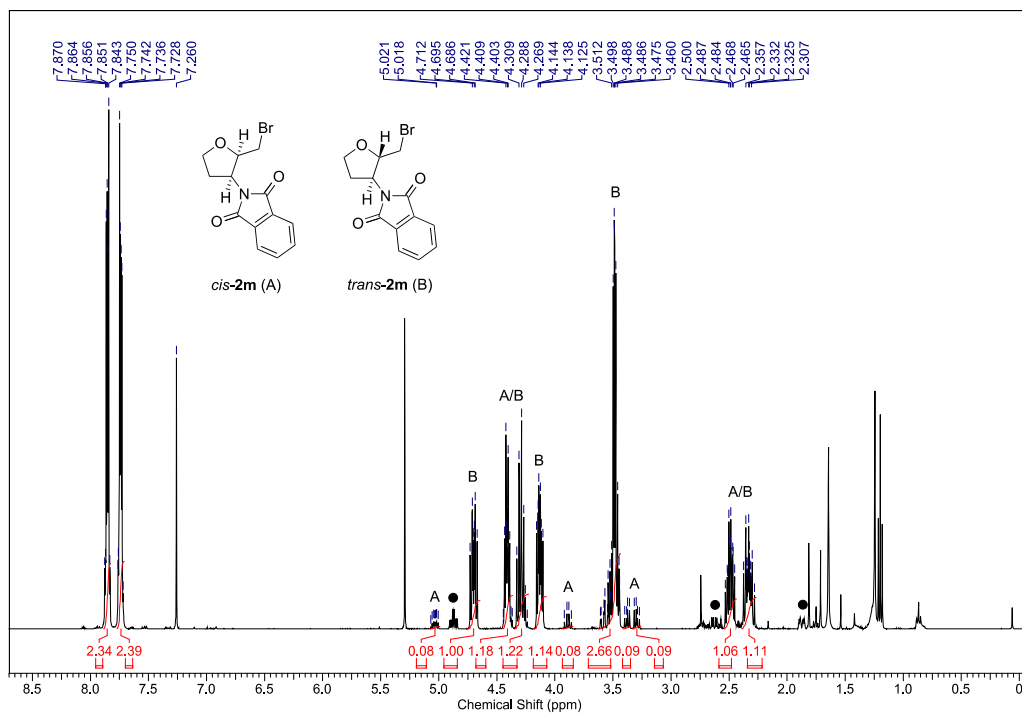 7.870 7.864 7.856 7.851 7.843 7.750 7.742 7.736 7.728 7.260 5.021 5.018 4.712 4.695 4.686 4.421 4.409 4.403 4.309 4.288 4.269 4.144 4.138 4.125 3.512 3.498 3.488 3.486 3.475 3.460 2.500 2.487 2.484 2.468 2.465 2.357 2.332 2.325 2.307
H Br H Br
O O
H N O H N O
O O
cis-2m (A) trans-2m (B)
B
A/B
B B A/B
A A A
2.34 2.39 0.08 1.00 1.18 1.22 1.14 0.08 2.66 0.09 0.09 1.06 1.11
8.5 8.0 7.5 7.0 6.5 6.0 5.5 5.0 4.5 4.0 3.5 3.0 2.5 2.0 1.5 1.0 0.5 0
Chemical Shift (ppm)